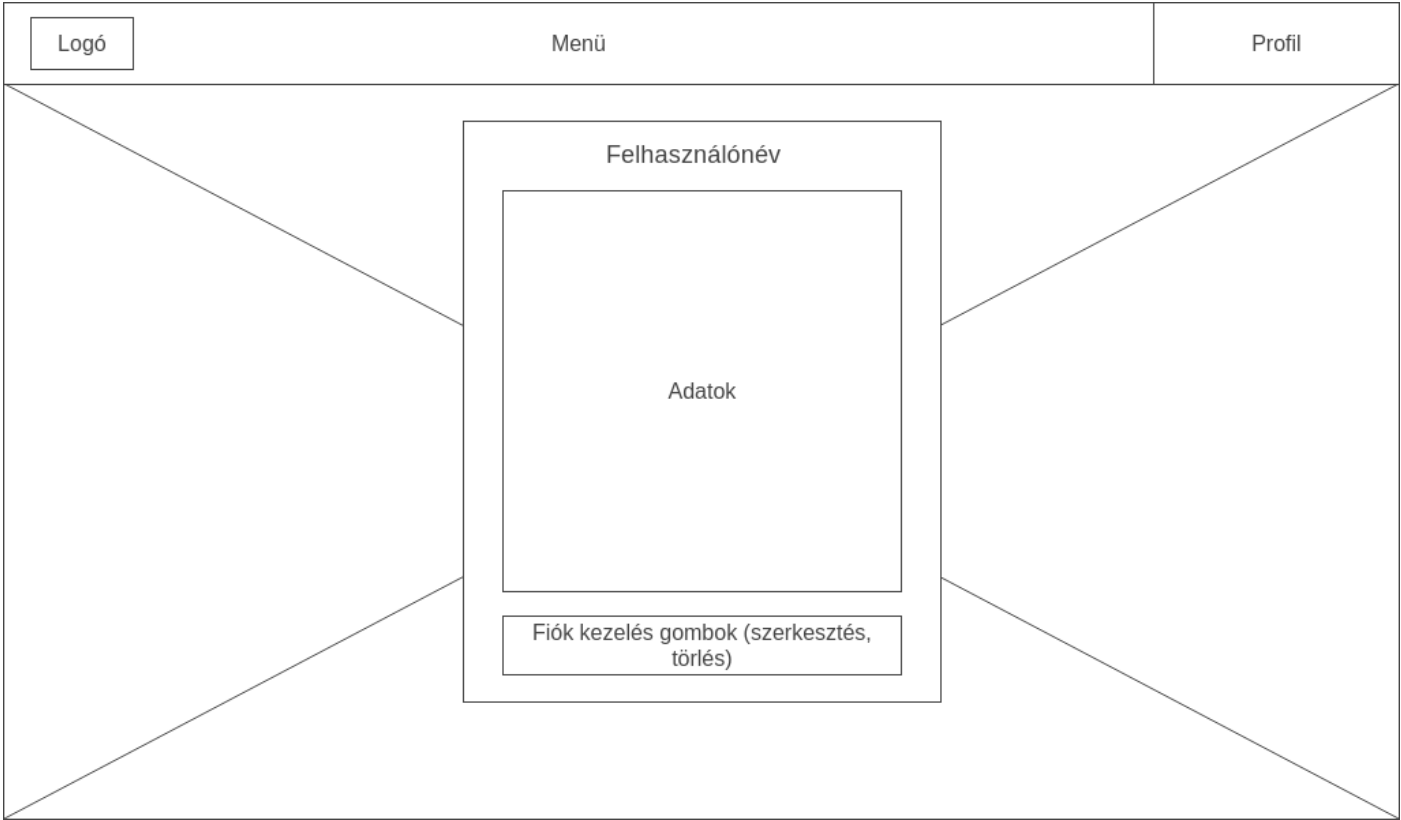 Logó
Menü
Profil
Felhasználónév
Adatok
Fiók kezelés gombok (szerkesztés,
törlés)